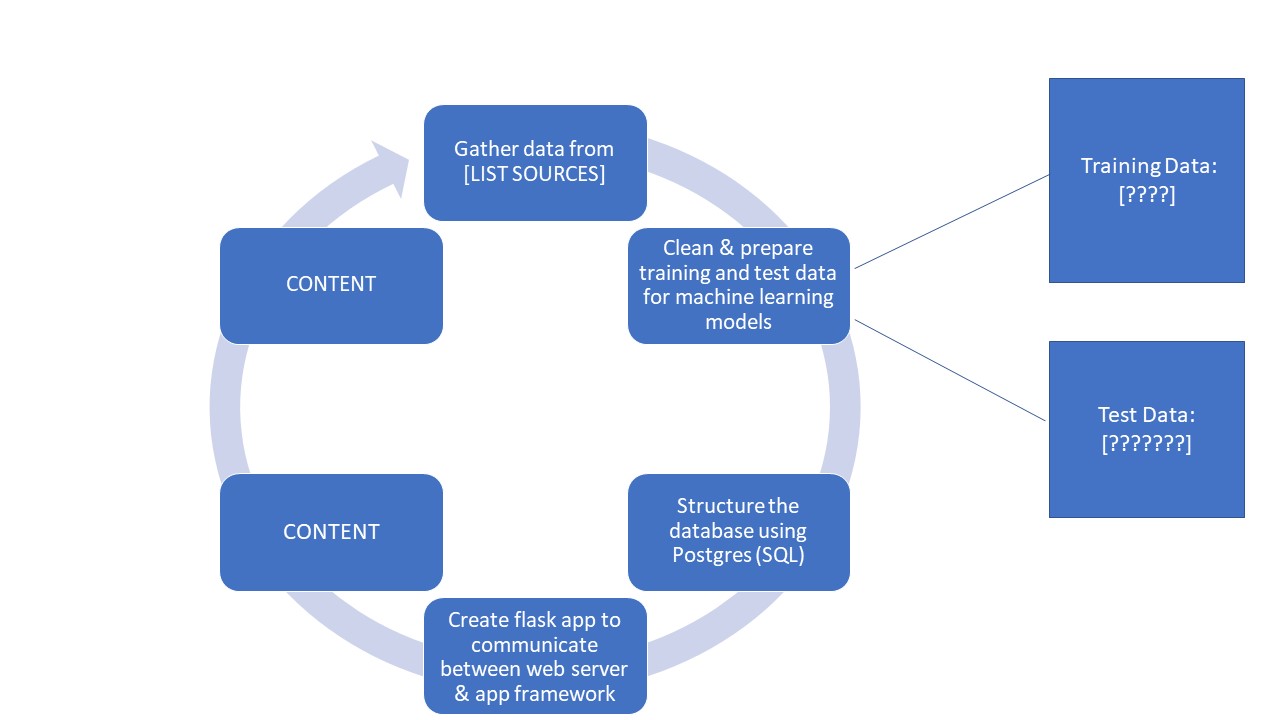 Gather data from
[LIST SOURCES]
Training Data:
[????]
Clean & prepare
training and test data
for machine learning
models
CONTENT
Test Data:
[???????]
Structure the
database using
Postgres (SQL)
CONTENT
Create flask app to
communicate
between web server
& app framework